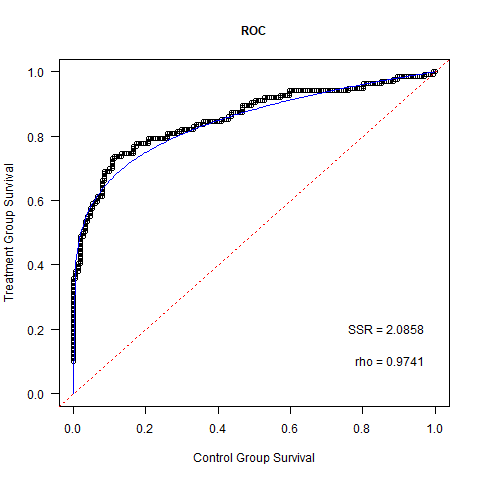 ROC
1.0
0.8
0.6
0.4
0.2
0.0
Treatment Group Survival
SSR = 2.0858
rho = 0.9741
0.0 0.2 0.4 0.6 0.8 1.0
Control Group Survival